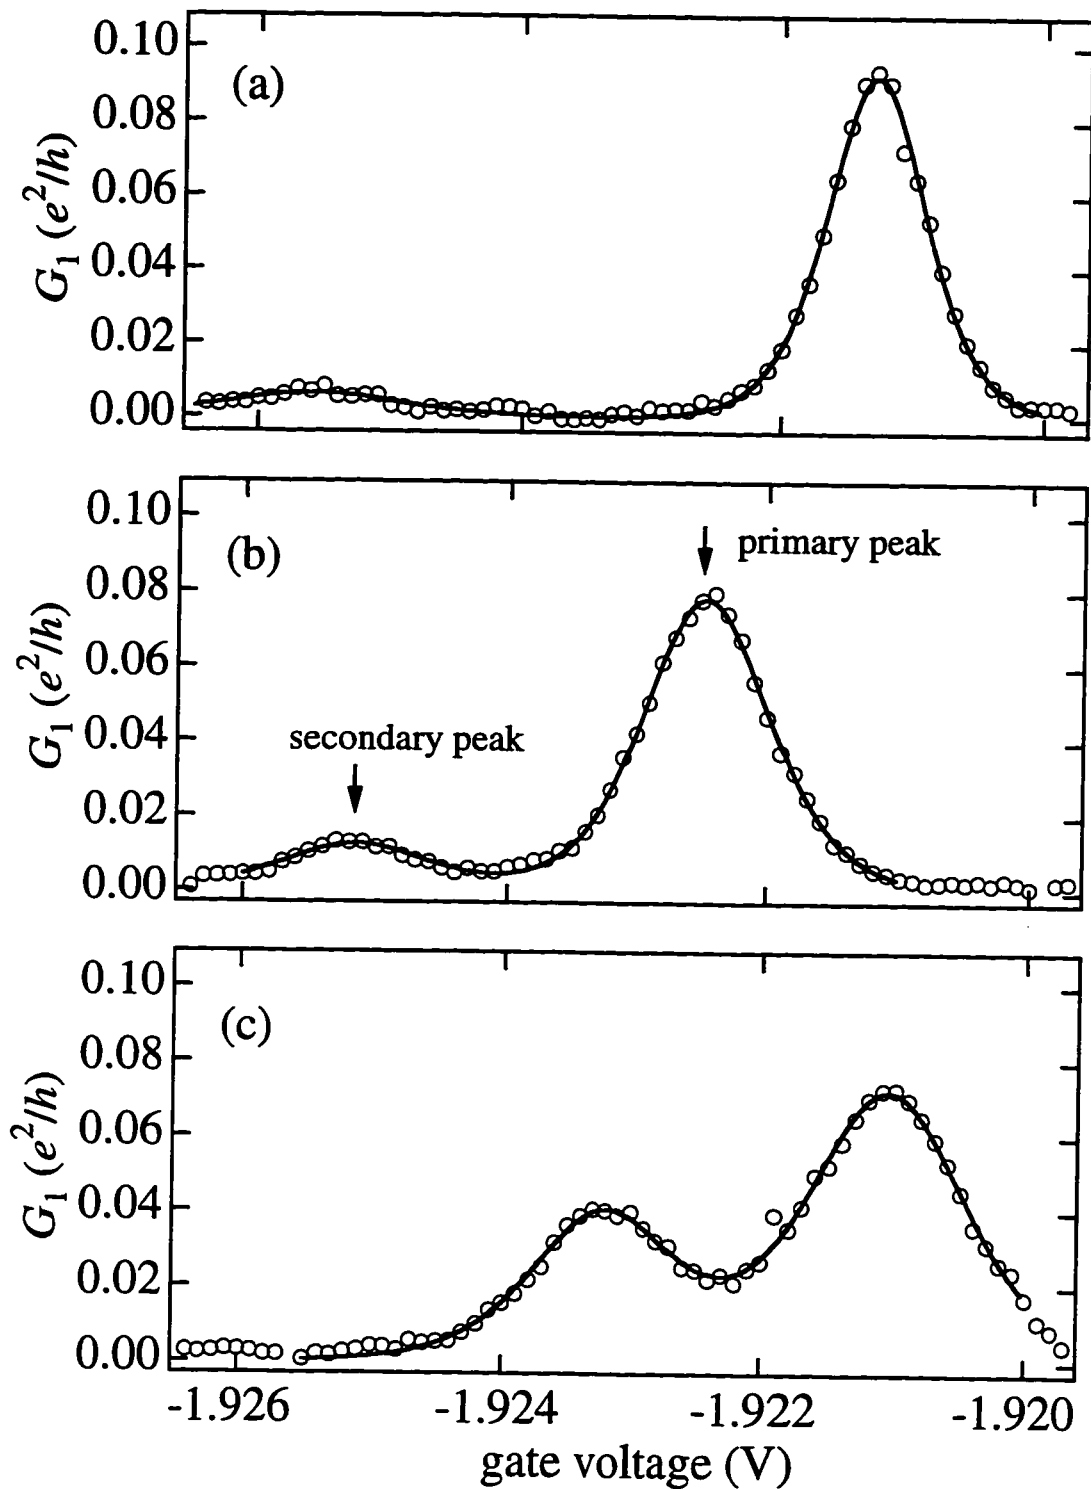 (a)
G₁ (e²/h)
0.10
0.08
0.06
0.04
0.02
0.00
(b)
primary peak
secondary peak
G₁ (e²/h)
0.10
0.08
0.06
0.04
0.02
0.00
(c)
G₁ (e²/h)
0.10
0.08
0.06
0.04
0.02
0.00
-1.926 -1.924 -1.922 -1.920
gate voltage (V)